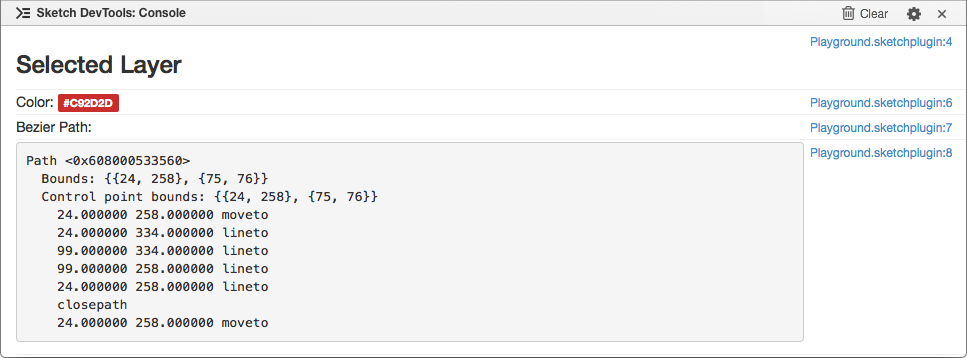 Sketch DevTools: Console Clear
Playground.sketchplugin:4
Selected Layer
Color: #C92D2D Playground.sketchplugin:6
Bezier Path: Playground.sketchplugin:7
Playground.sketchplugin:8
Path <0x608000533560>
Bounds: {{24, 258}, {75, 76}}
Control point bounds: {{24, 258}, {75, 76}}
24.000000 258.000000 moveto
24.000000 334.000000 lineto
99.000000 334.000000 lineto
99.000000 258.000000 lineto
24.000000 258.000000 lineto
closepath
24.000000 258.000000 moveto